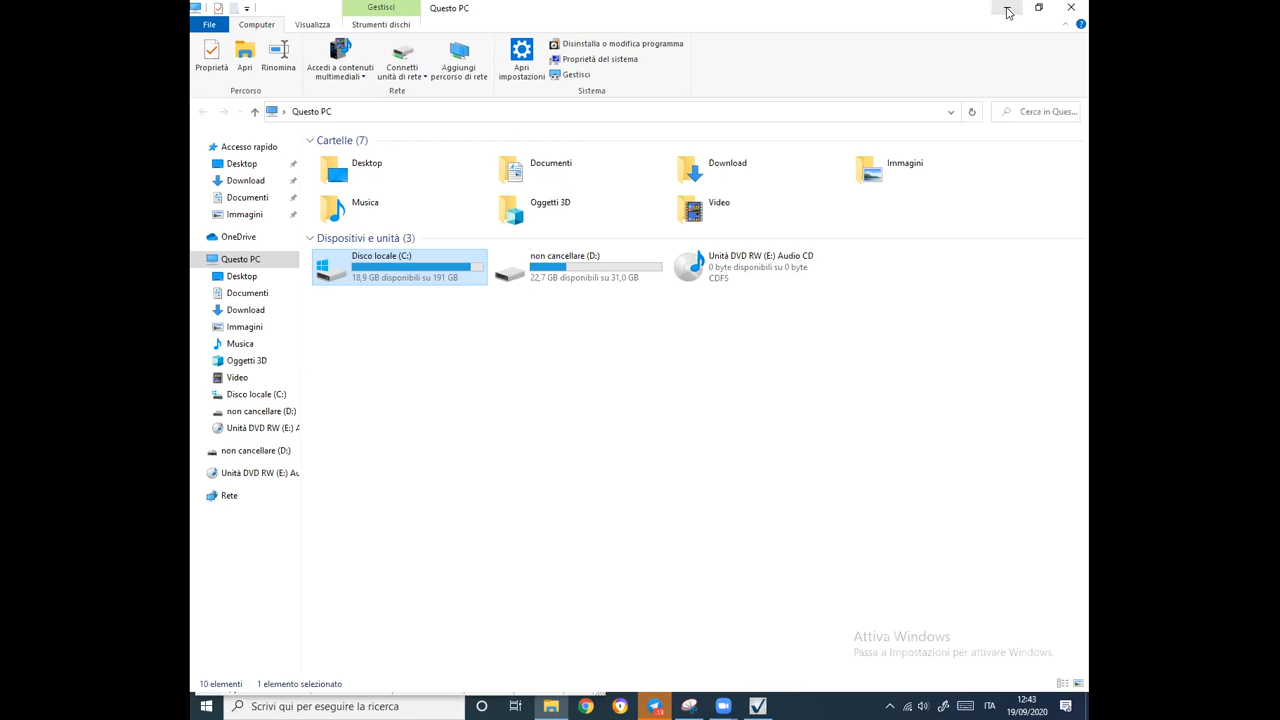 Gestisci
Questo PC
File
Computer
Visualizza
Strumenti dischi
Proprietà
Apri
Rinomina
Percorso
Accedi a contenuti
multimediali
Connetti
unità di rete
Aggiungi
percorso di rete
Rete
Apri
impostazioni
Disinstalla o modifica programma
Proprietà del sistema
Gestisci
Sistema
Questo PC
Cerca in Ques...
Accesso rapido
Desktop
Download
Documenti
Immagini
OneDrive
Questo PC
Desktop
Documenti
Download
Immagini
Musica
Oggetti 3D
Video
Disco locale (C:)
non cancellare (D:)
Unità DVD RW (E:) A
non cancellare (D:)
Unità DVD RW (E:) Au
Rete
Cartelle (7)
Desktop
Documenti
Download
Immagini
Musica
Oggetti 3D
Video
Dispositivi e unità (3)
Disco locale (C:)
18,9 GB disponibili su 191 GB
non cancellare (D:)
22,7 GB disponibili su 31,0 GB
Unità DVD RW (E:) Audio CD
0 byte disponibili su 0 byte
CDFS
Attiva Windows
Passa a Impostazioni per attivare Windows.
10 elementi
1 elemento selezionato
Scrivi qui per eseguire la ricerca
ITA
12:43
19/09/2020